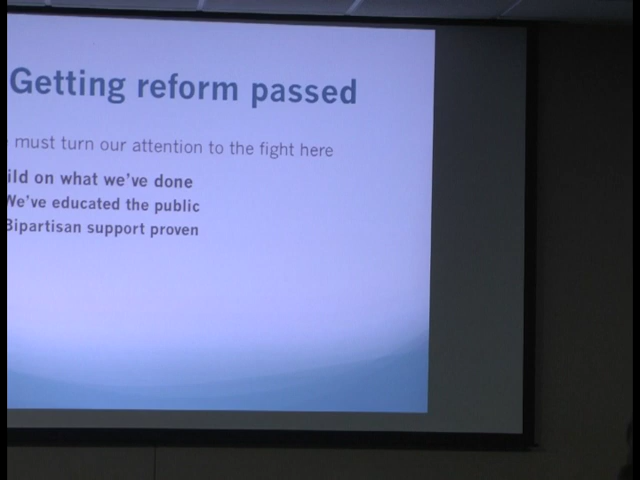 Getting reform passed
must turn our attention to the fight here
ild on what we've done
We've educated the public
Bipartisan support proven